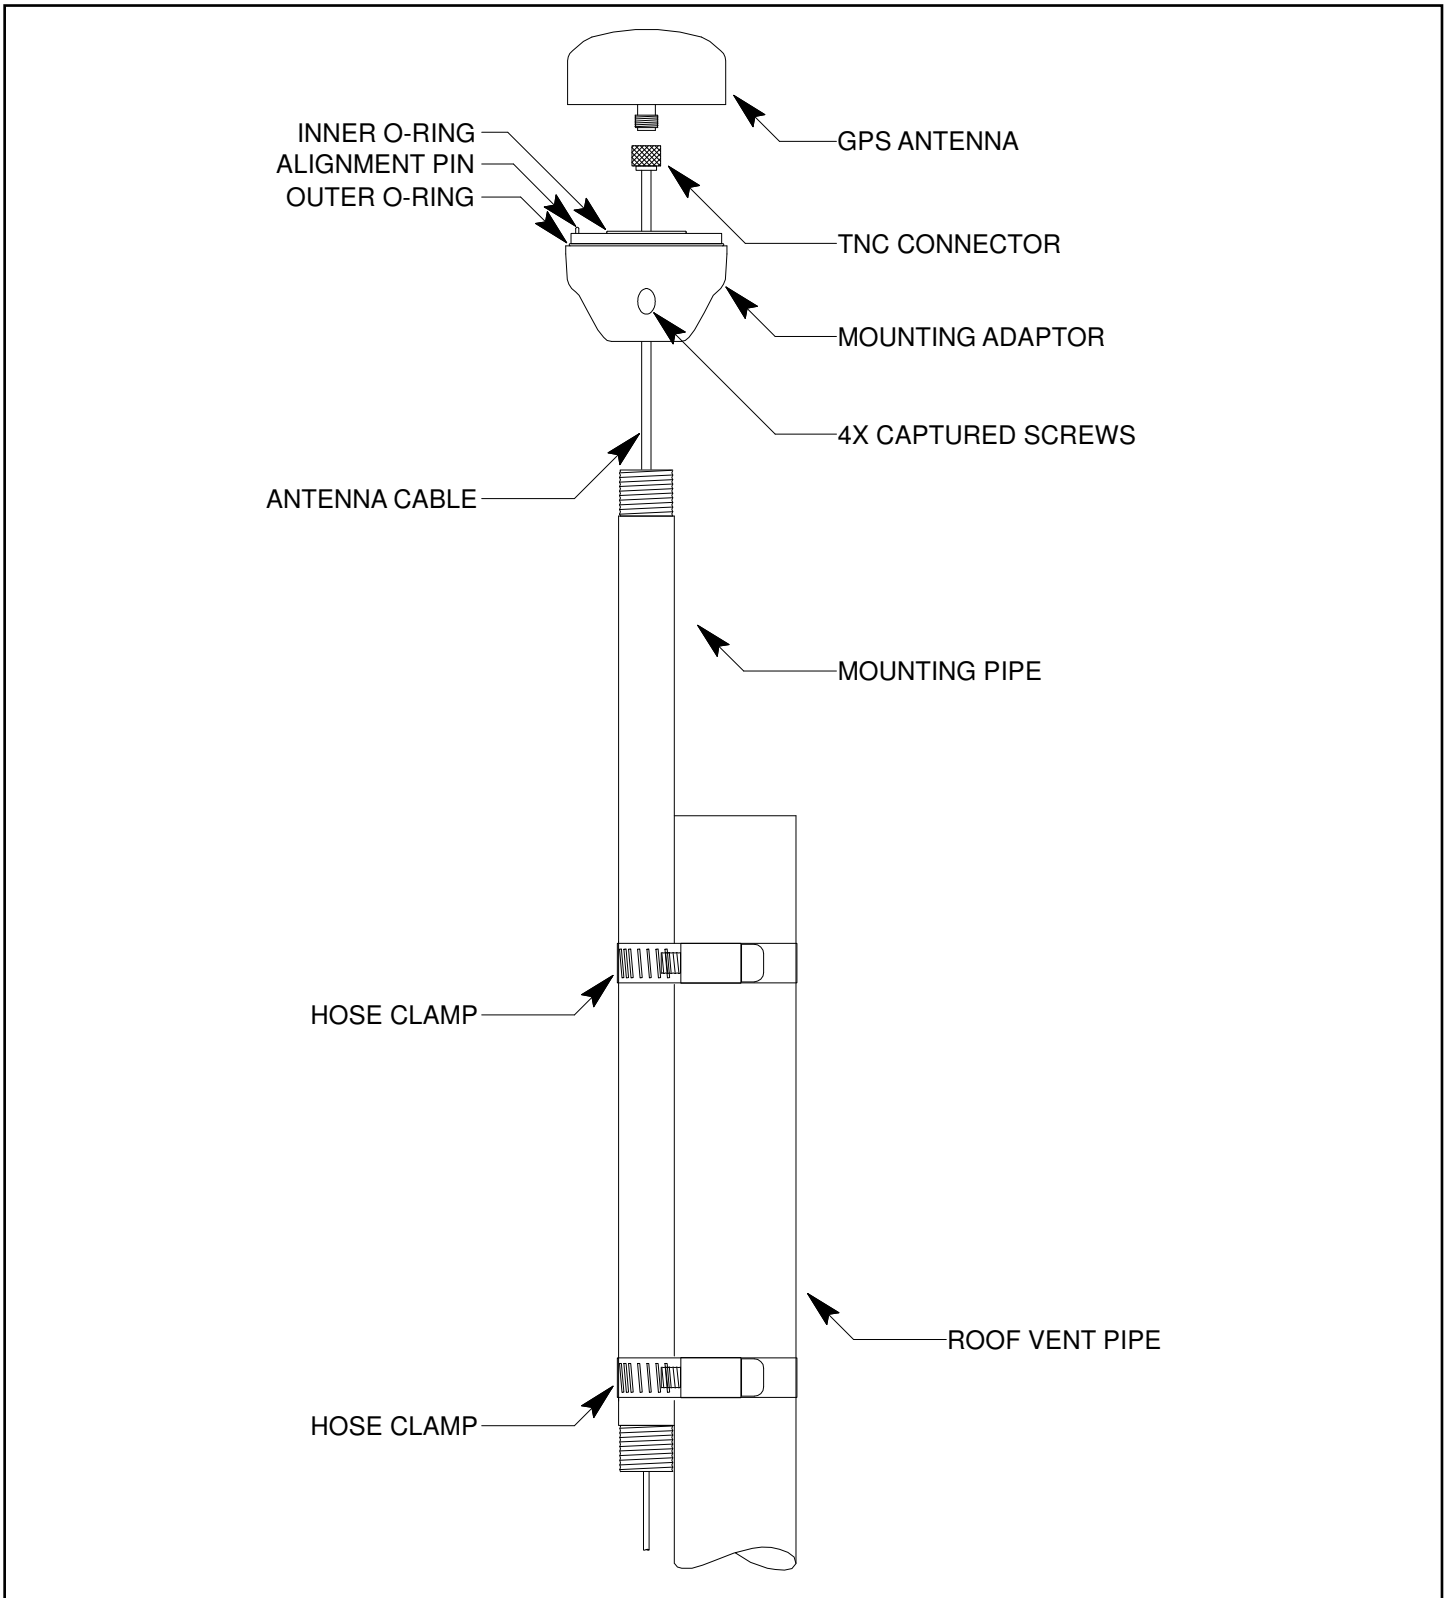 INNER O-RING
ALIGNMENT PIN
OUTER O-RING
GPS ANTENNA
TNC CONNECTOR
MOUNTING ADAPTOR
4X CAPTURED SCREWS
ANTENNA CABLE
MOUNTING PIPE
HOSE CLAMP
ROOF VENT PIPE
HOSE CLAMP